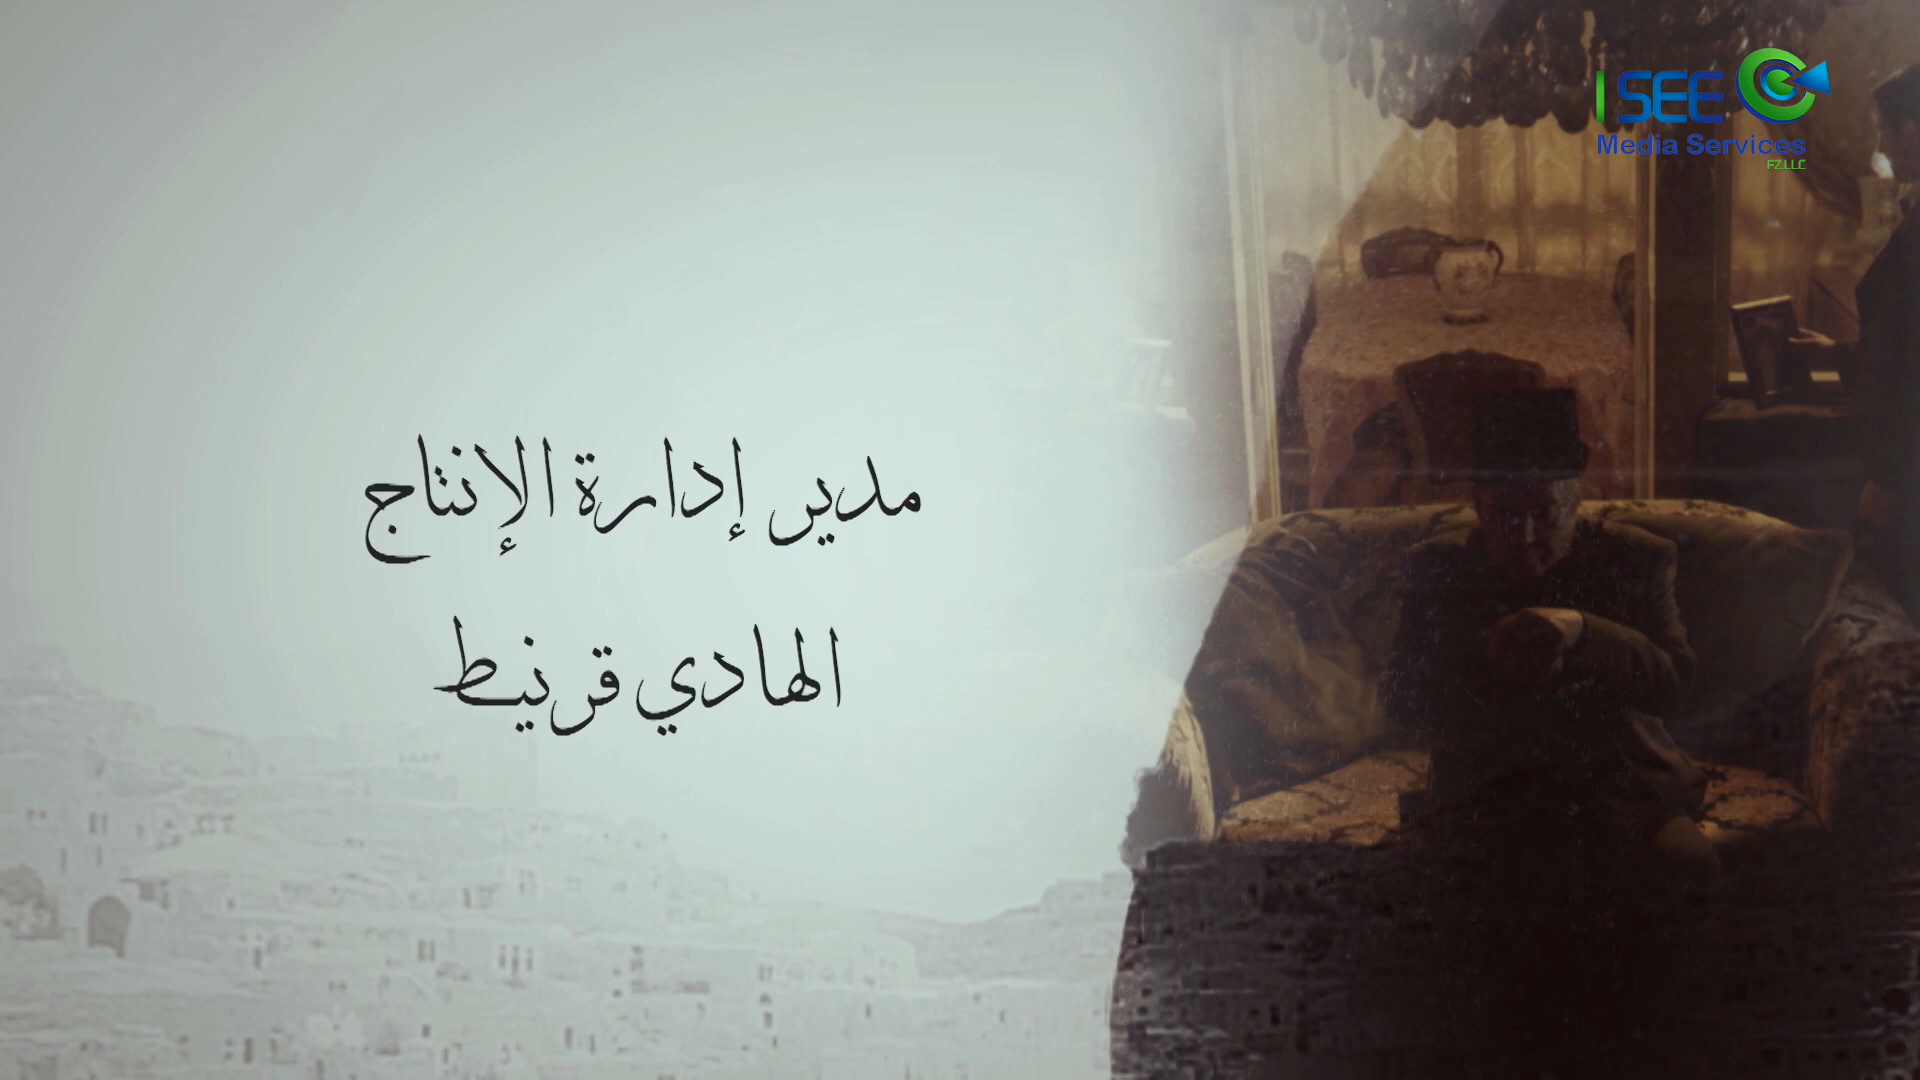 I SEE
Media Services
FZ.LLC
مدير إدارة الإنتاج
الهادي قرنيط